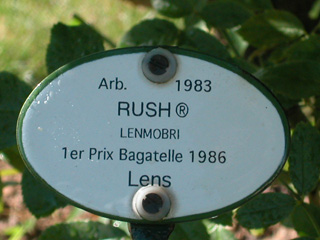 Arb. 1983
RUSH ®
LENMOBRI
1er Prix Bagatelle 1986
Lens